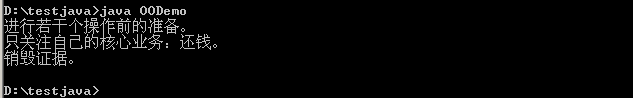 D:\testjava>java OODemo
进行若干个操作前的准备。
只关注自己的核心业务：还钱。
销毁证据。
D:\testjava>